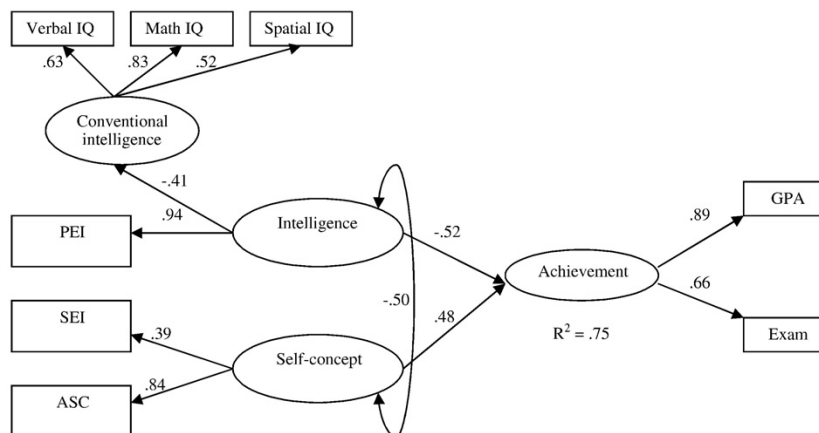 Verbal IQ
Math IQ
Spatial IQ
.63
.83
.52
Conventional
intelligence
-.41
.94
PEI
Intelligence
-.52
GPA
.89
Achievement
.66
-.50
SEI
.39
Self-concept
.48
R² = .75
Exam
.84
ASC